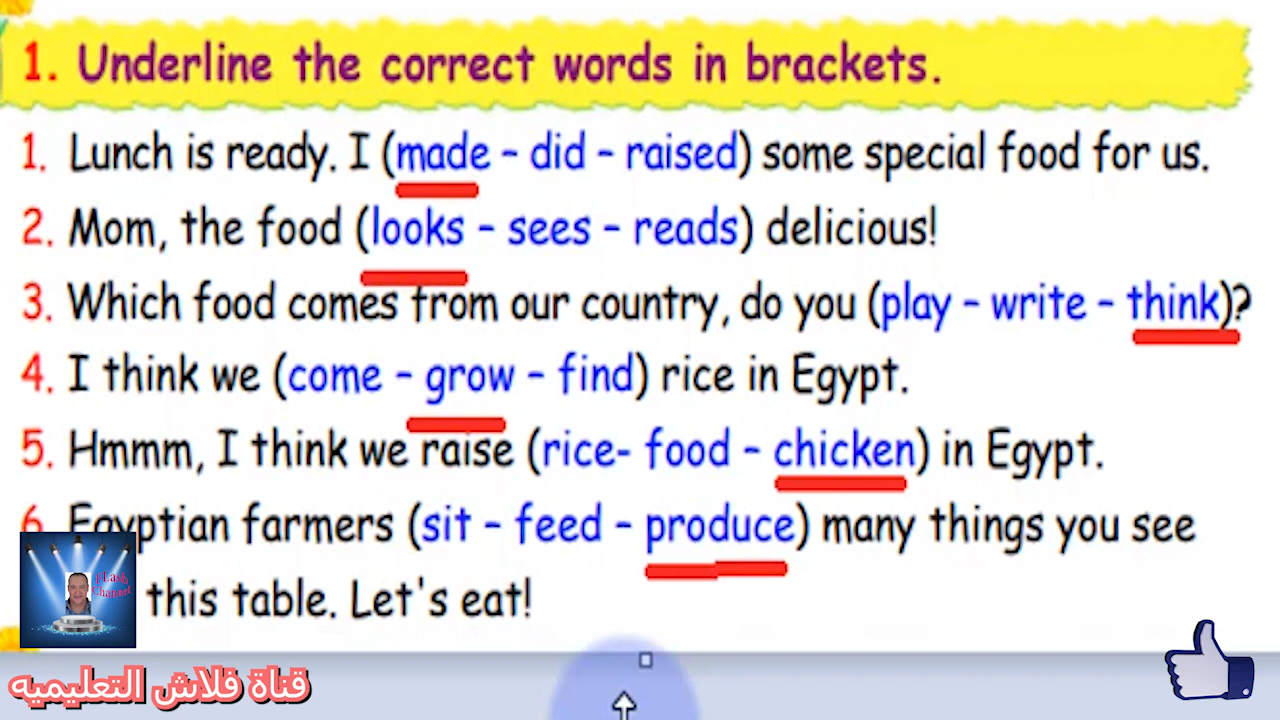 1. Underline the correct words in brackets.
1. Lunch is ready. I (made – did – raised) some special food for us.
2. Mom, the food (looks – sees – reads) delicious!
3. Which food comes from our country, do you (play – write – think)?
4. I think we (come – grow – find) rice in Egypt.
5. Hmmm, I think we raise (rice- food – chicken) in Egypt.
6. Egyptian farmers (sit – feed – produce) many things you see
this table. Let's eat!
Flash
Channel
قناة فلاش التعليميه